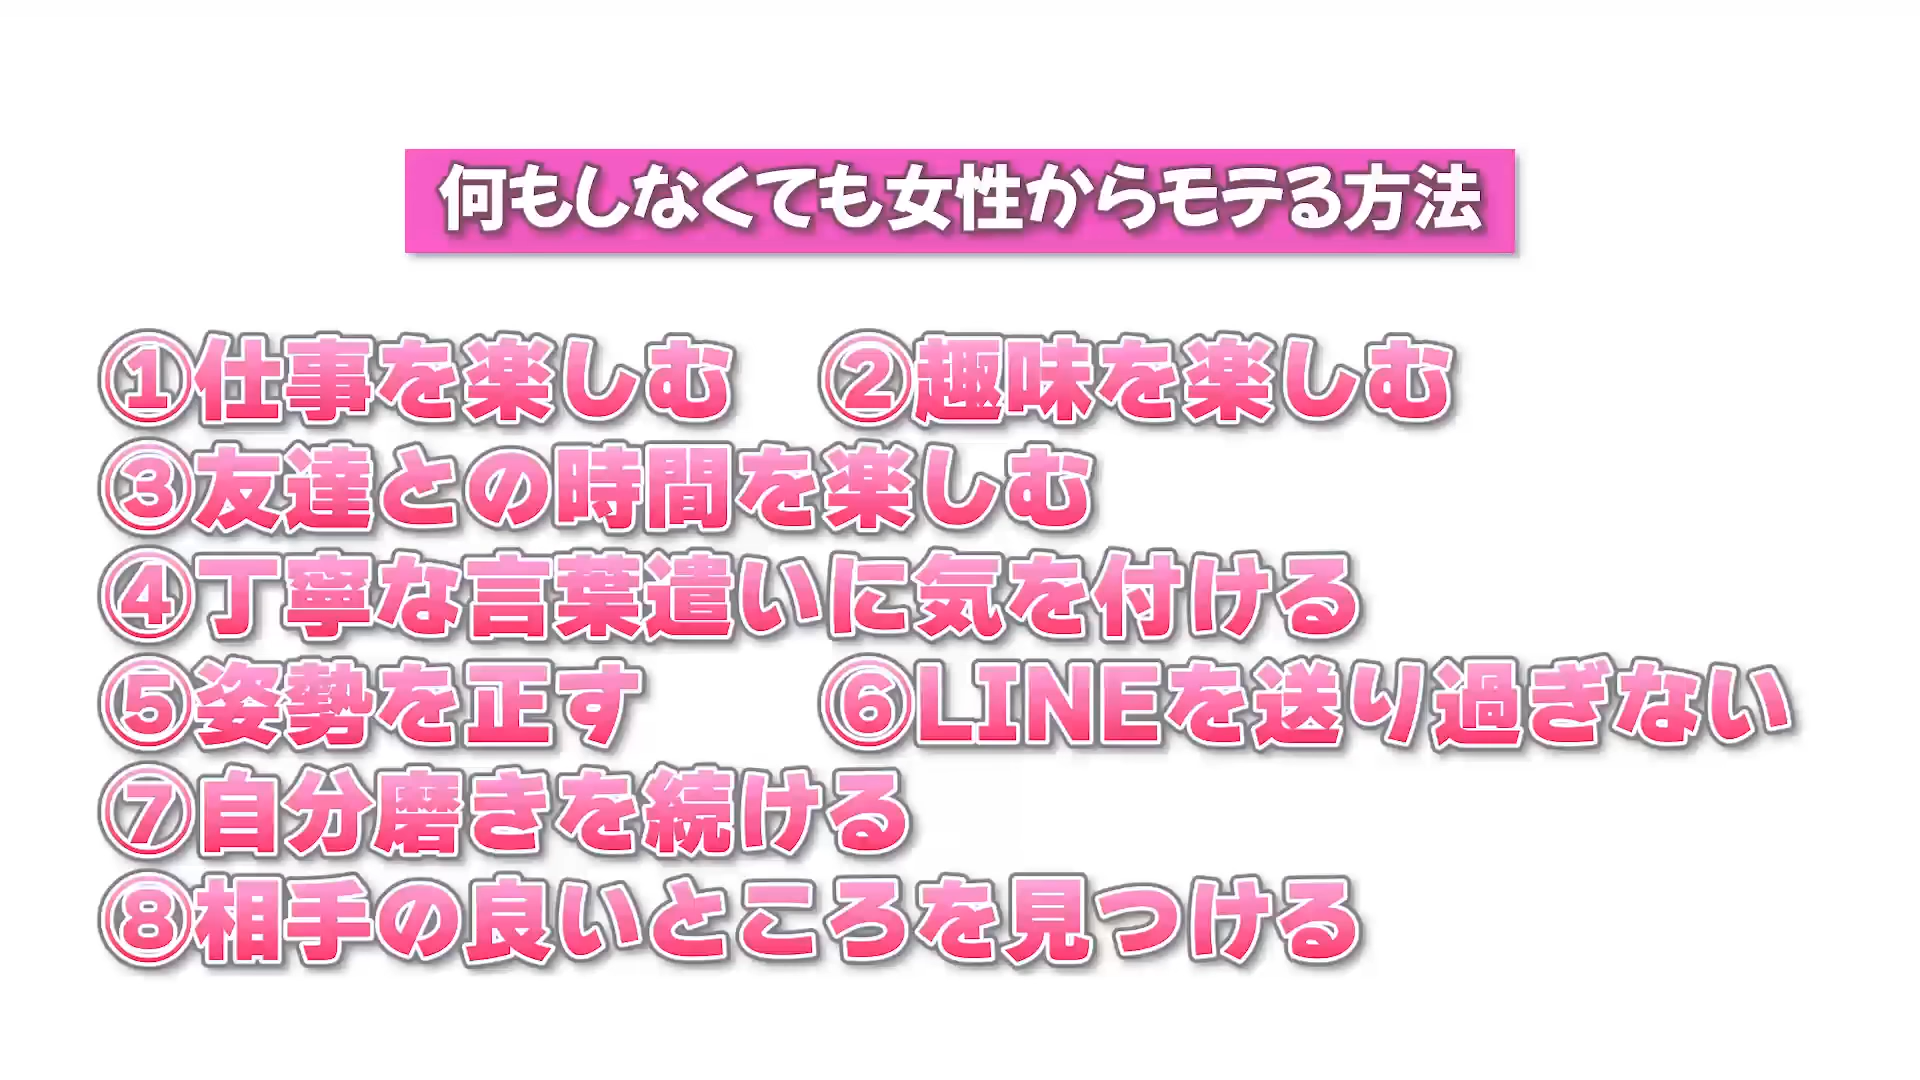 何もしなくても女性からモテる方法
①仕事を楽しむ ②趣味を楽しむ
③友達との時間を楽しむ
④丁寧な言葉遣いに気を付ける
⑤姿勢を正す ⑥LINEを送り過ぎない
⑦自分磨きを続ける
⑧相手の良いところを見つける